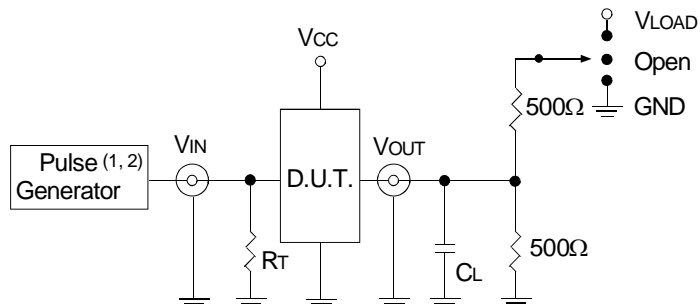 VLOAD
VCC
Open
500Ω
GND
VIN
VOUT
Pulse (1, 2)
Generator
D.U.T.
500Ω
RT
CL